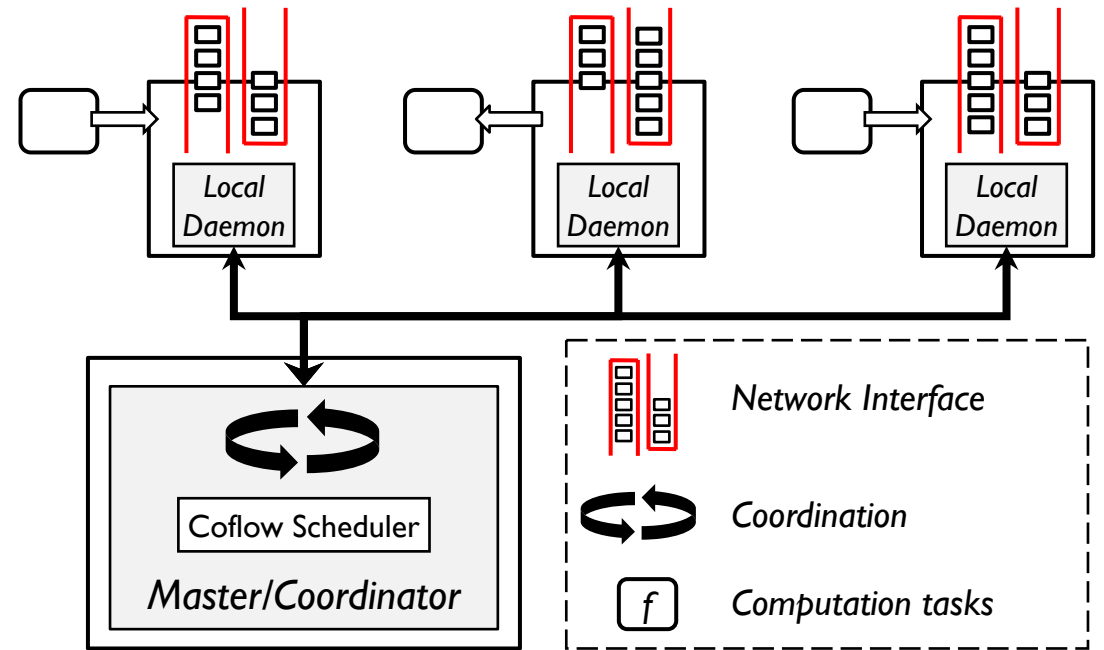 Local
Daemon
Local
Daemon
Local
Daemon
Coflow Scheduler
Master/Coordinator
Network Interface
Coordination
f
Computation tasks